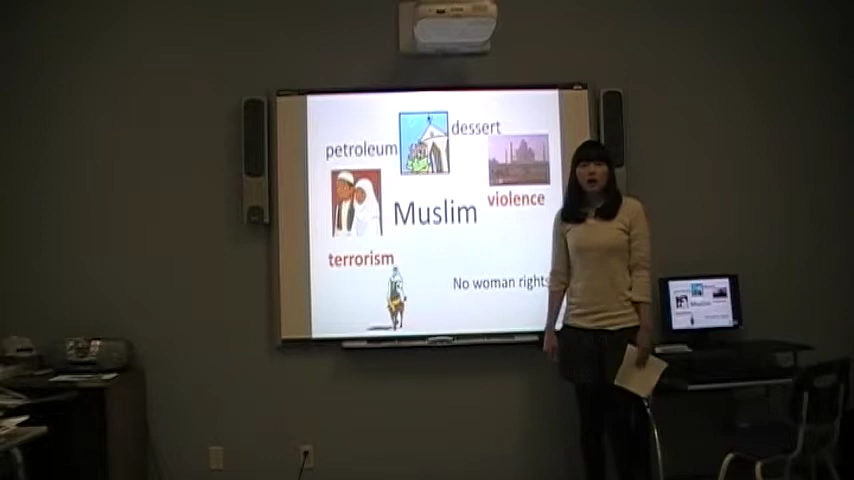 dessert
petroleum
violence
Muslim
terrorism
No woman rights